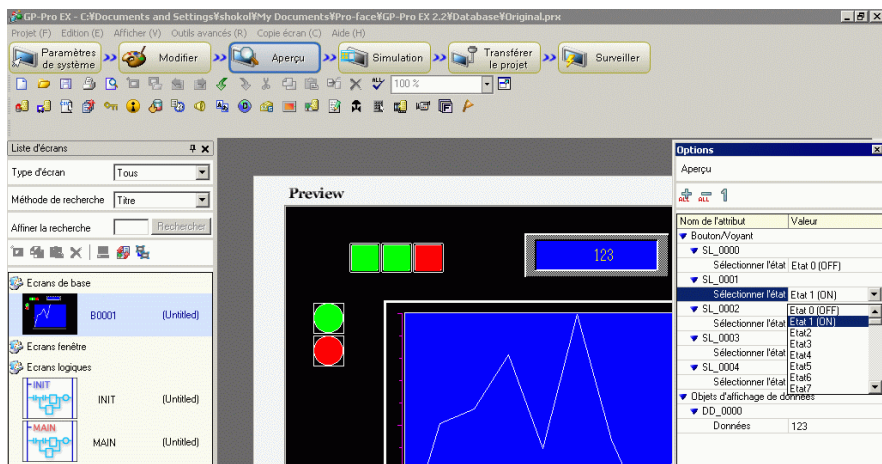 GP-Pro EX - C:¥Documents and Settings¥shokol¥My Documents¥Pro-face¥GP-Pro EX 2.2¥Database¥Original.prx
Projet (F) Edition (E) Afficher (V) Outils avancés (R) Copie écran (C) Aide (H)
Paramètres de système
Modifier
Aperçu
Simulation
Transférer le projet
Surveiller
100 %
Liste d'écrans
Type d'écran Tous
Méthode de recherche Titre
Affiner la recherche Rechercher
Ecrans de base
B0001 (Untitled)
Ecrans fenêtre
Ecrans logiques
INIT
INIT (Untitled)
MAIN
MAIN (Untitled)
Preview
123
Options
Aperçu
ALL ALL 1
Nom de l'attribut Valeur
Bouton/Voyant
SL_0000
Sélectionner l'état Etat 0 (OFF)
SL_0001
Sélectionner l'état Etat 1 (ON)
SL_0002 Etat 0 (OFF)
Sélectionner l'état Etat 1 (ON)
Etat2
SL_0003 Etat3
Sélectionner l'état Etat4
SL_0004 Etat5
Sélectionner l'état Etat6
Etat7
Objets d'affichage de données
DD_0000
Données 123